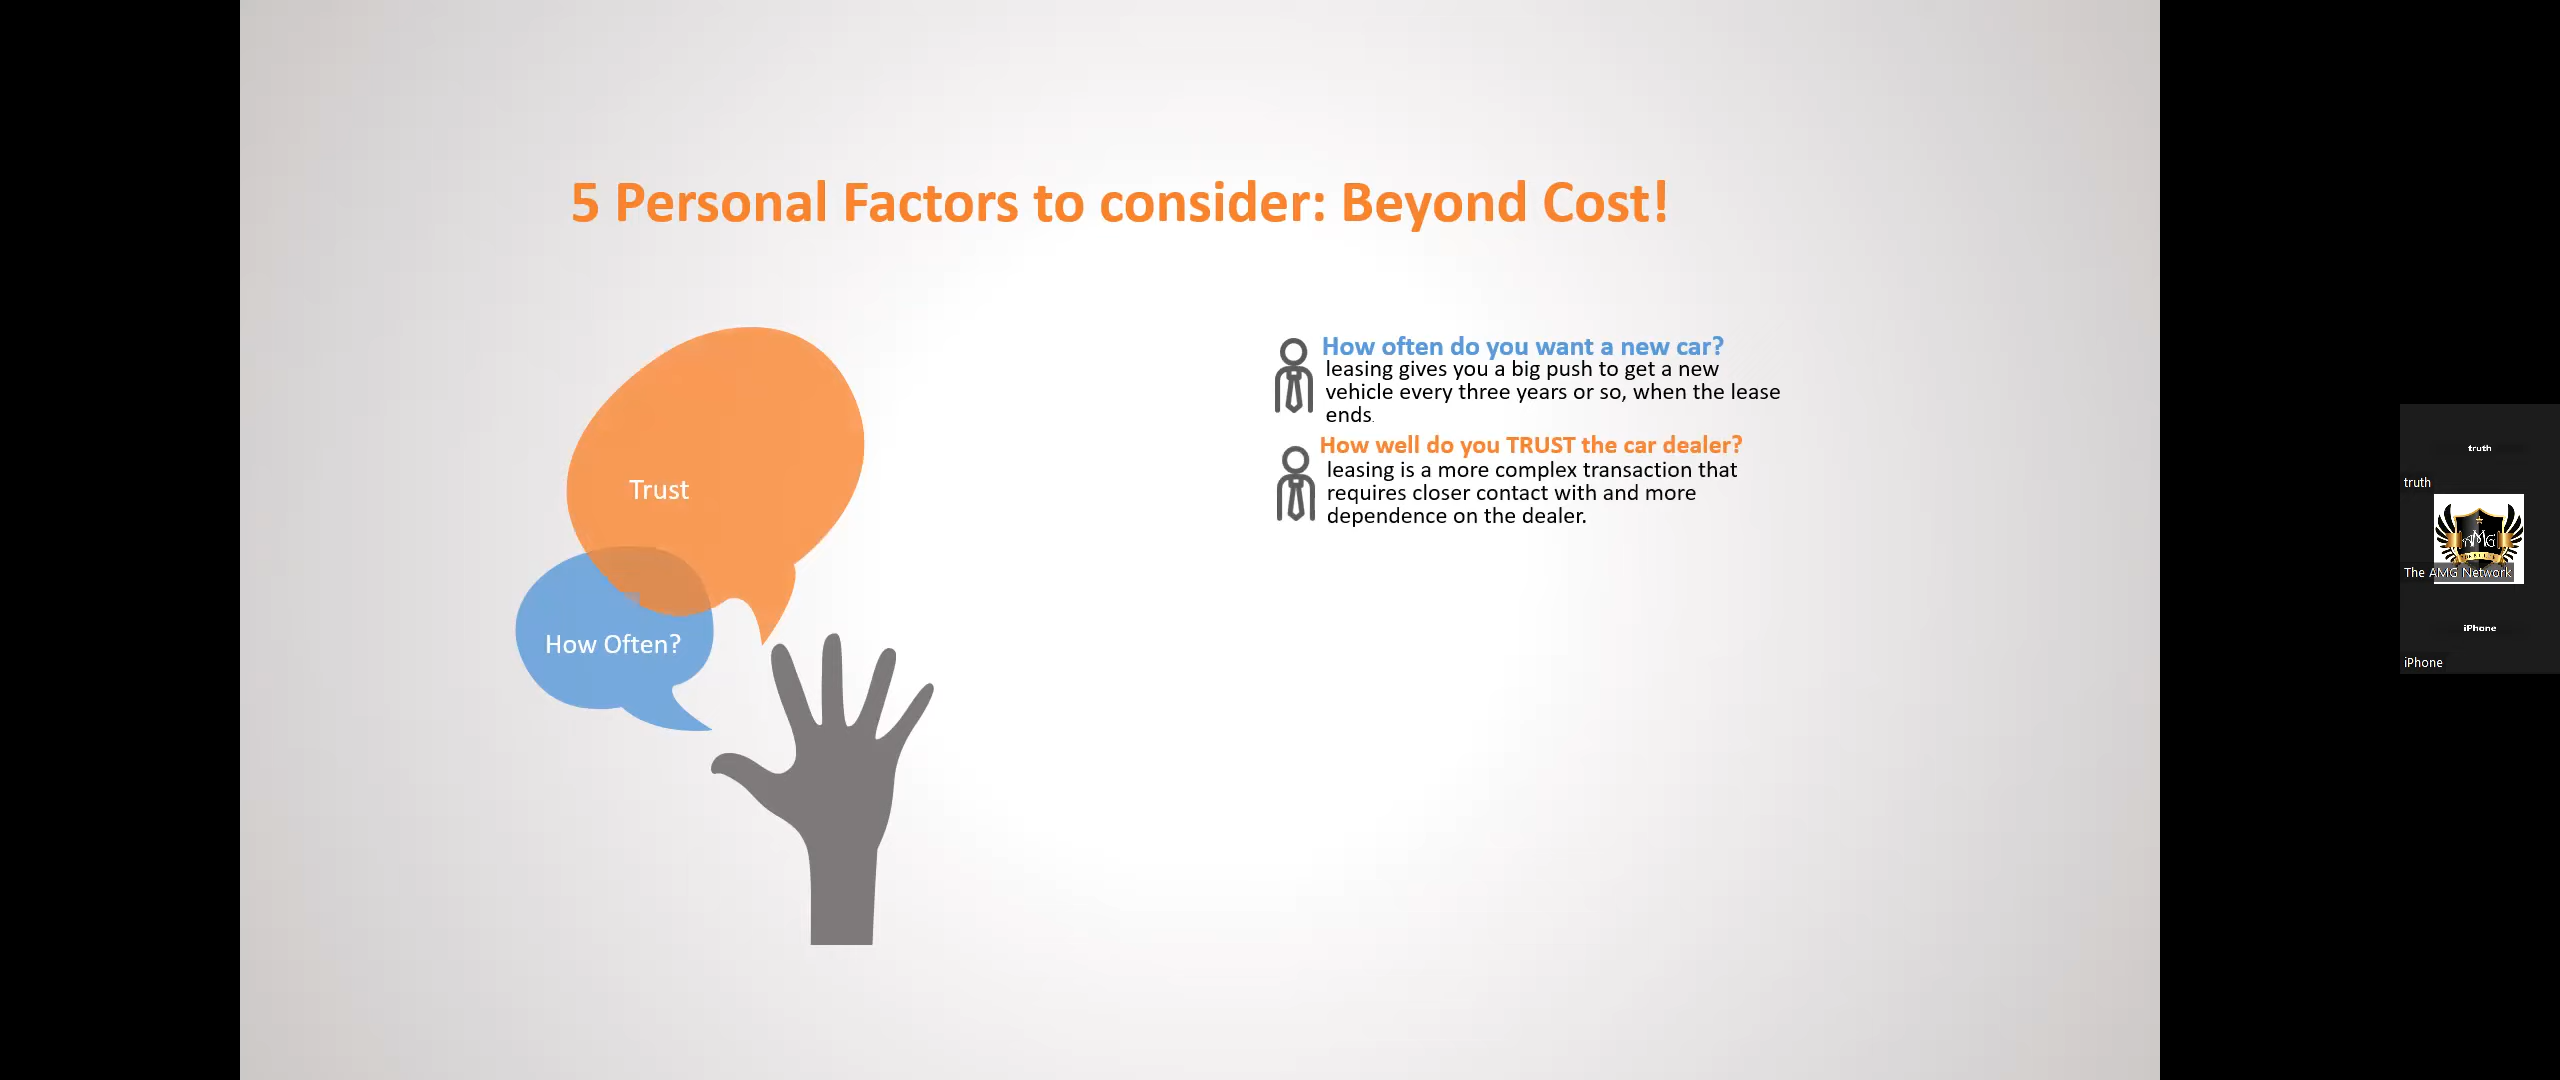 5 Personal Factors to consider: Beyond Cost!
Trust
How Often?
How often do you want a new car?
leasing gives you a big push to get a new
vehicle every three years or so, when the lease
ends.
How well do you TRUST the car dealer?
leasing is a more complex transaction that
requires closer contact with and more
dependence on the dealer.
truth
truth
AMG
The AMG Network
iPhone
iPhone